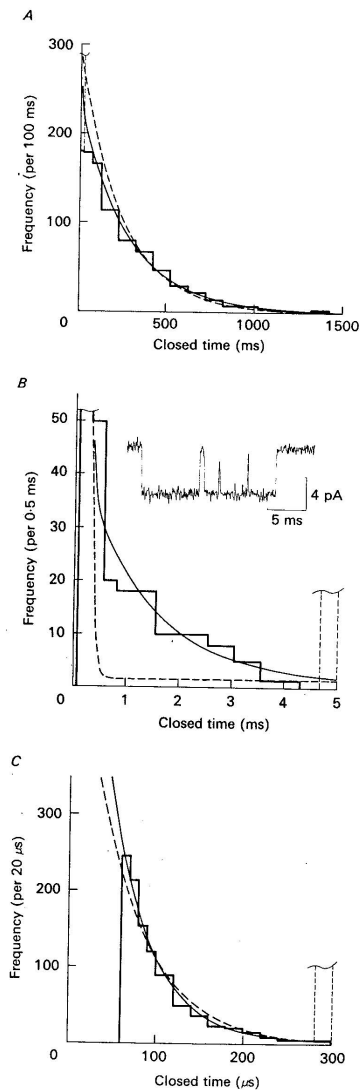 A
300
200
100
0
Frequency (per 100 ms)
500
1000
1500
Closed time (ms)
B
50
40
30
20
10
0
Frequency (per 0·5 ms)
4 pA
5 ms
1
2
3
4
5
Closed time (ms)
C
300
200
100
0
Frequency (per 20 μs)
100
200
300
Closed time (μs)